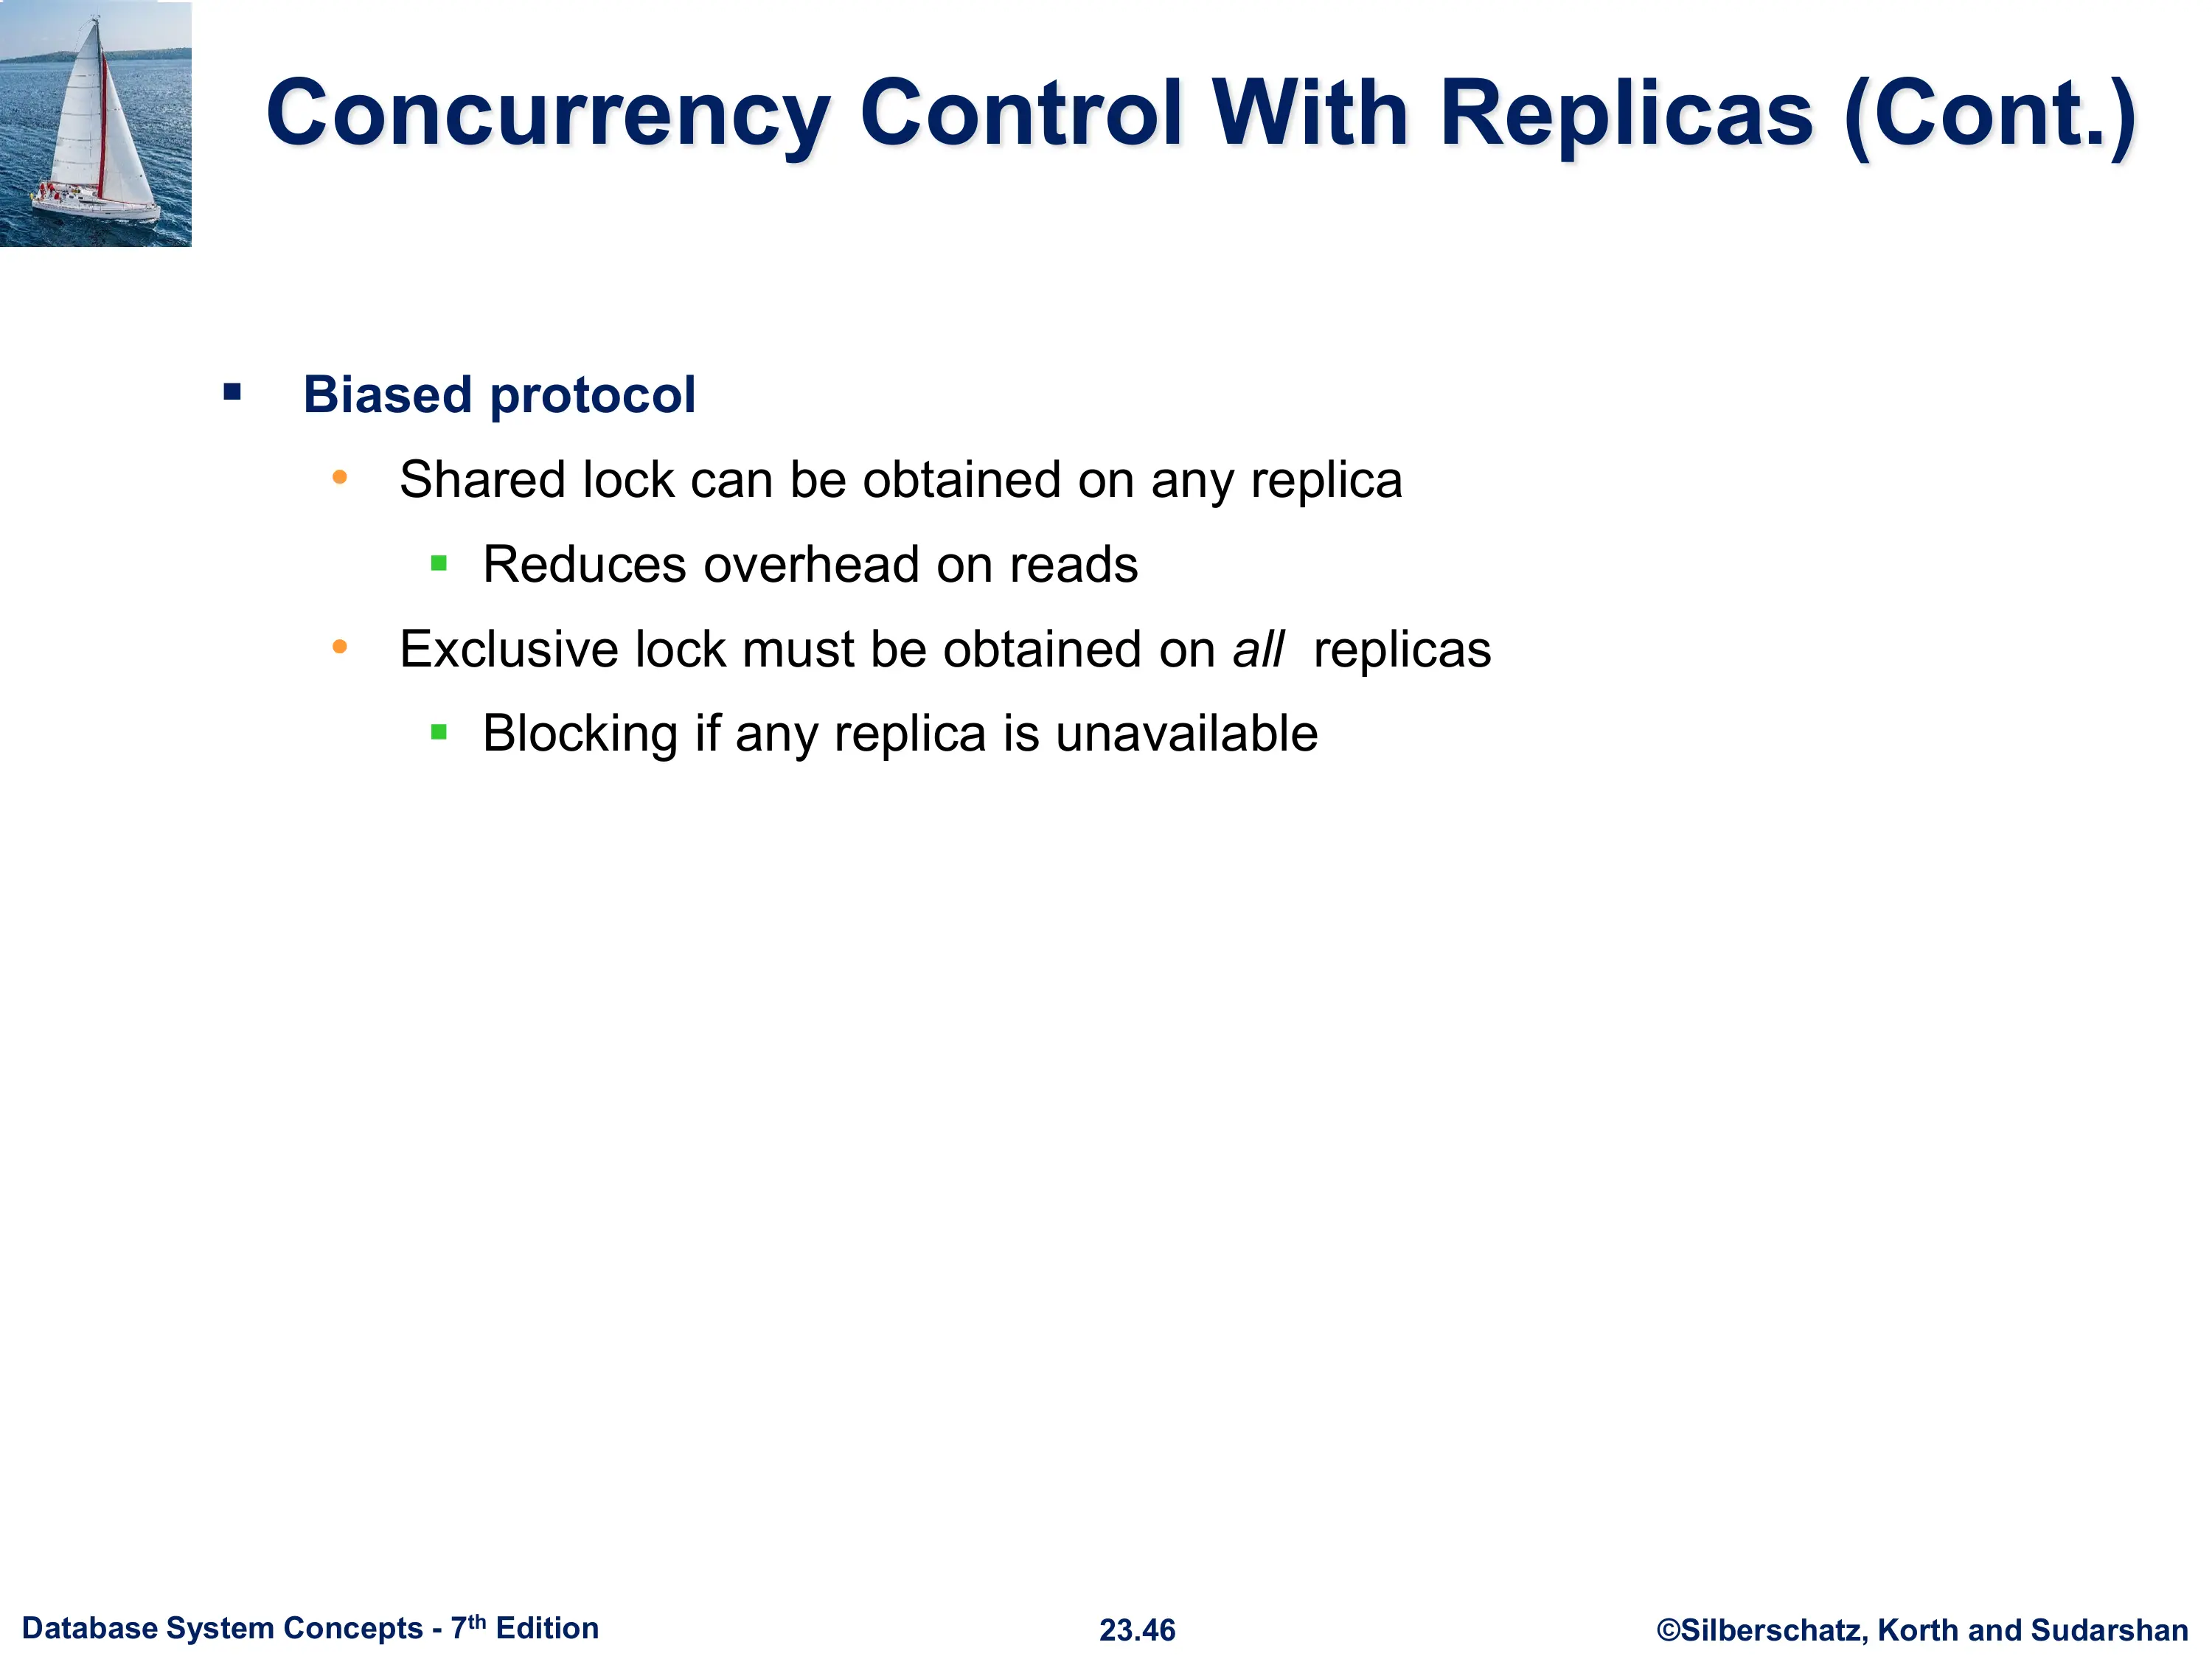 Concurrency Control With Replicas (Cont.)
▪ Biased protocol
• Shared lock can be obtained on any replica
▪ Reduces overhead on reads
• Exclusive lock must be obtained on all replicas
▪ Blocking if any replica is unavailable
Database System Concepts - 7th Edition
23.46
©Silberschatz, Korth and Sudarshan